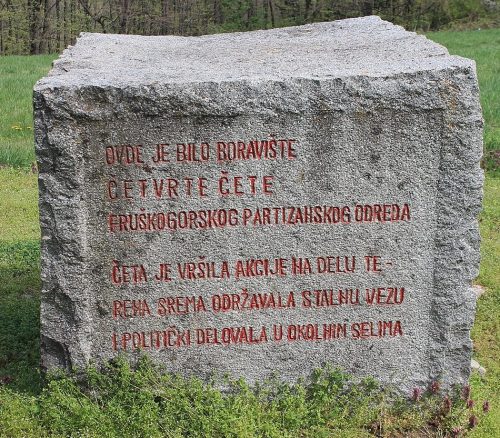 OVDE JE BILO BORAVIŠTE
ČETVRTE ČETE
FRUŠKOGORSKOG PARTIZANSKOG ODREDA
ČETA JE VRŠILA AKCIJE NA DELU TE-
RENA SREMA ODRŽAVALA STALNU VEZU
I POLITIČKI DELOVALA U OKOLNIM SELIMA